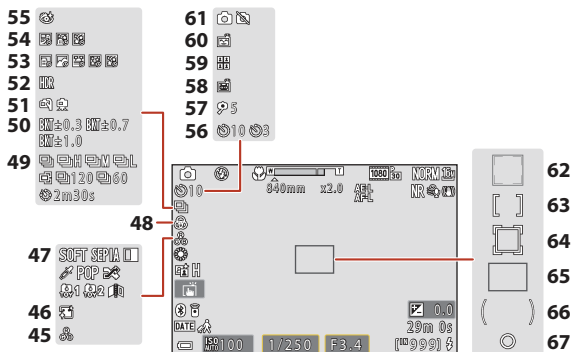 55
54
53
52 HDR
51
50 BKT±0.3 BKT±0.7
BKT±1.0
49 H M L
120 60
2m30s
48
47 SOFT SEPIA
POP
1 2
46
45
61
60
59
58
57 5
56 10 3
W T 1080 30 NORM 16M
10 840mm x2.0 AE-L AF-L NR
H
0.0
DATE 29m 0s
ISO AUTO 100 1/250 F3.4 [IN 999]
62
63
64
65
66
67